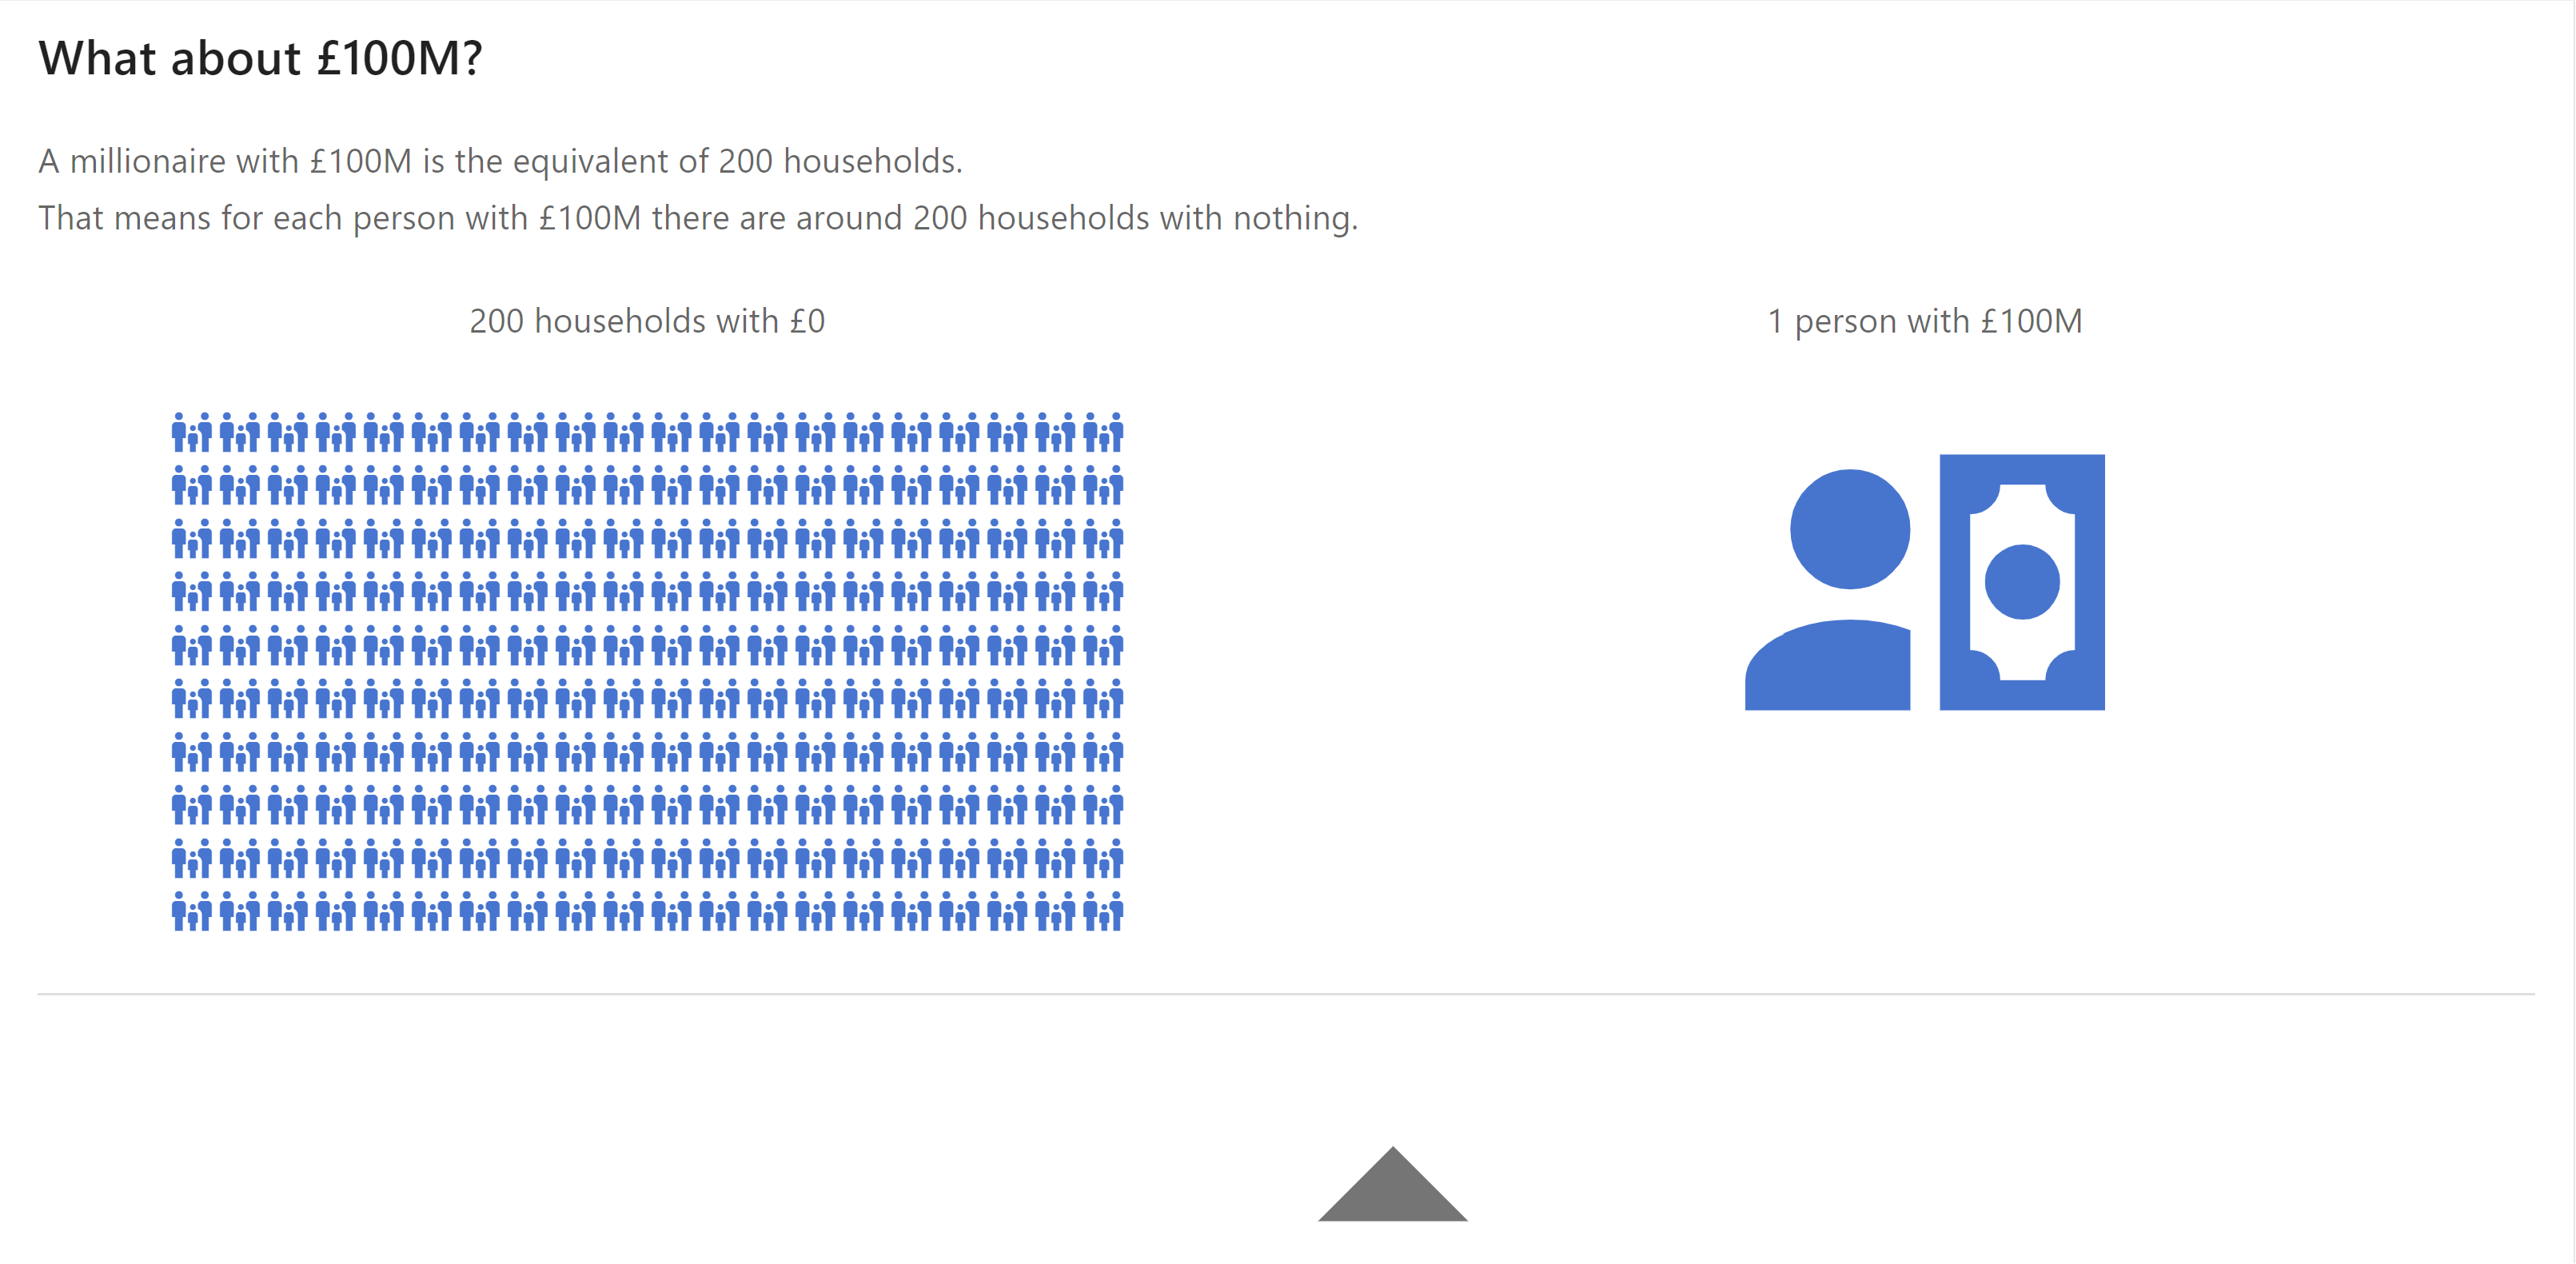 What about £100M?
A millionaire with £100M is the equivalent of 200 households.
That means for each person with £100M there are around 200 households with nothing.
200 households with £0
1 person with £100M